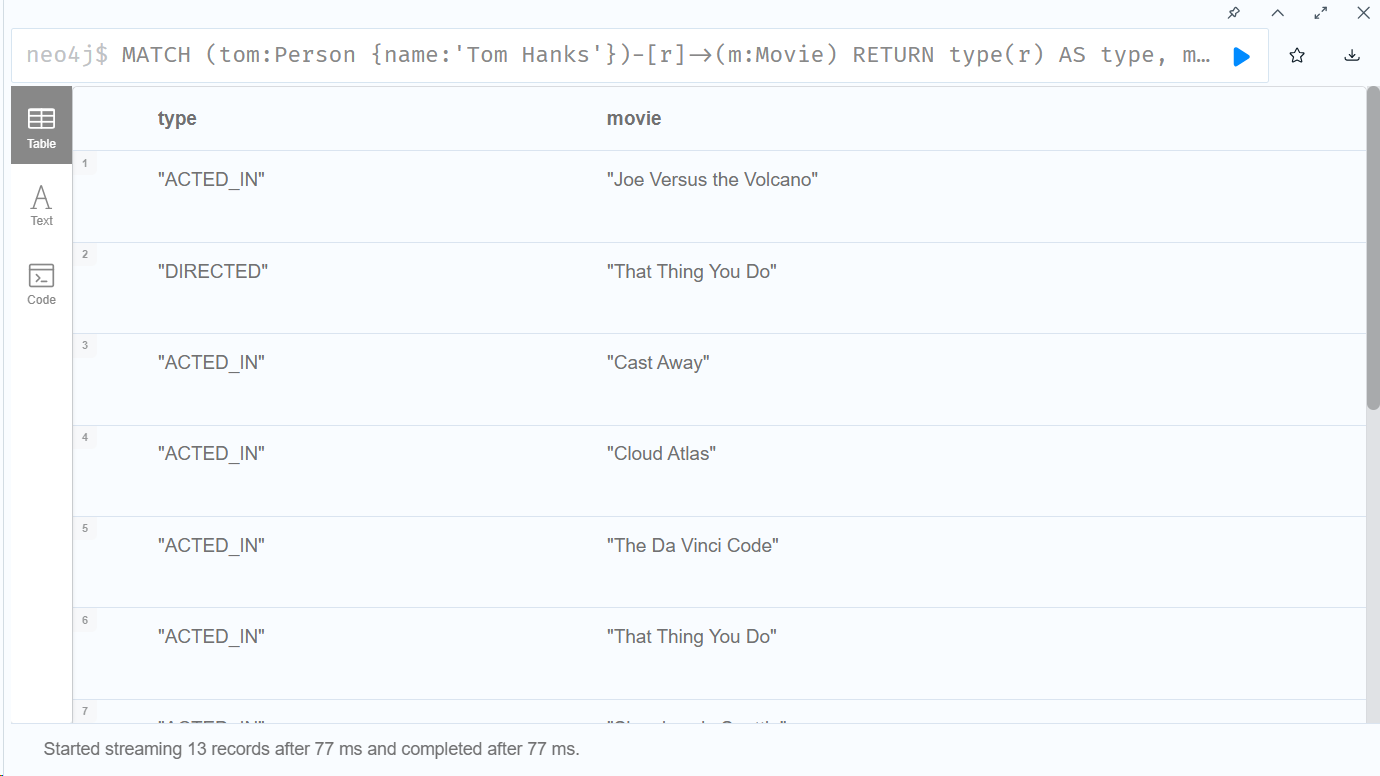 neo4j$ MATCH (tom:Person {name:'Tom Hanks'})-[r]->(m:Movie) RETURN type(r) AS type, m…
Table
Text
Code
type movie
1 "ACTED_IN" "Joe Versus the Volcano"
2 "DIRECTED" "That Thing You Do"
3 "ACTED_IN" "Cast Away"
4 "ACTED_IN" "Cloud Atlas"
5 "ACTED_IN" "The Da Vinci Code"
6 "ACTED_IN" "That Thing You Do"
7
Started streaming 13 records after 77 ms and completed after 77 ms.